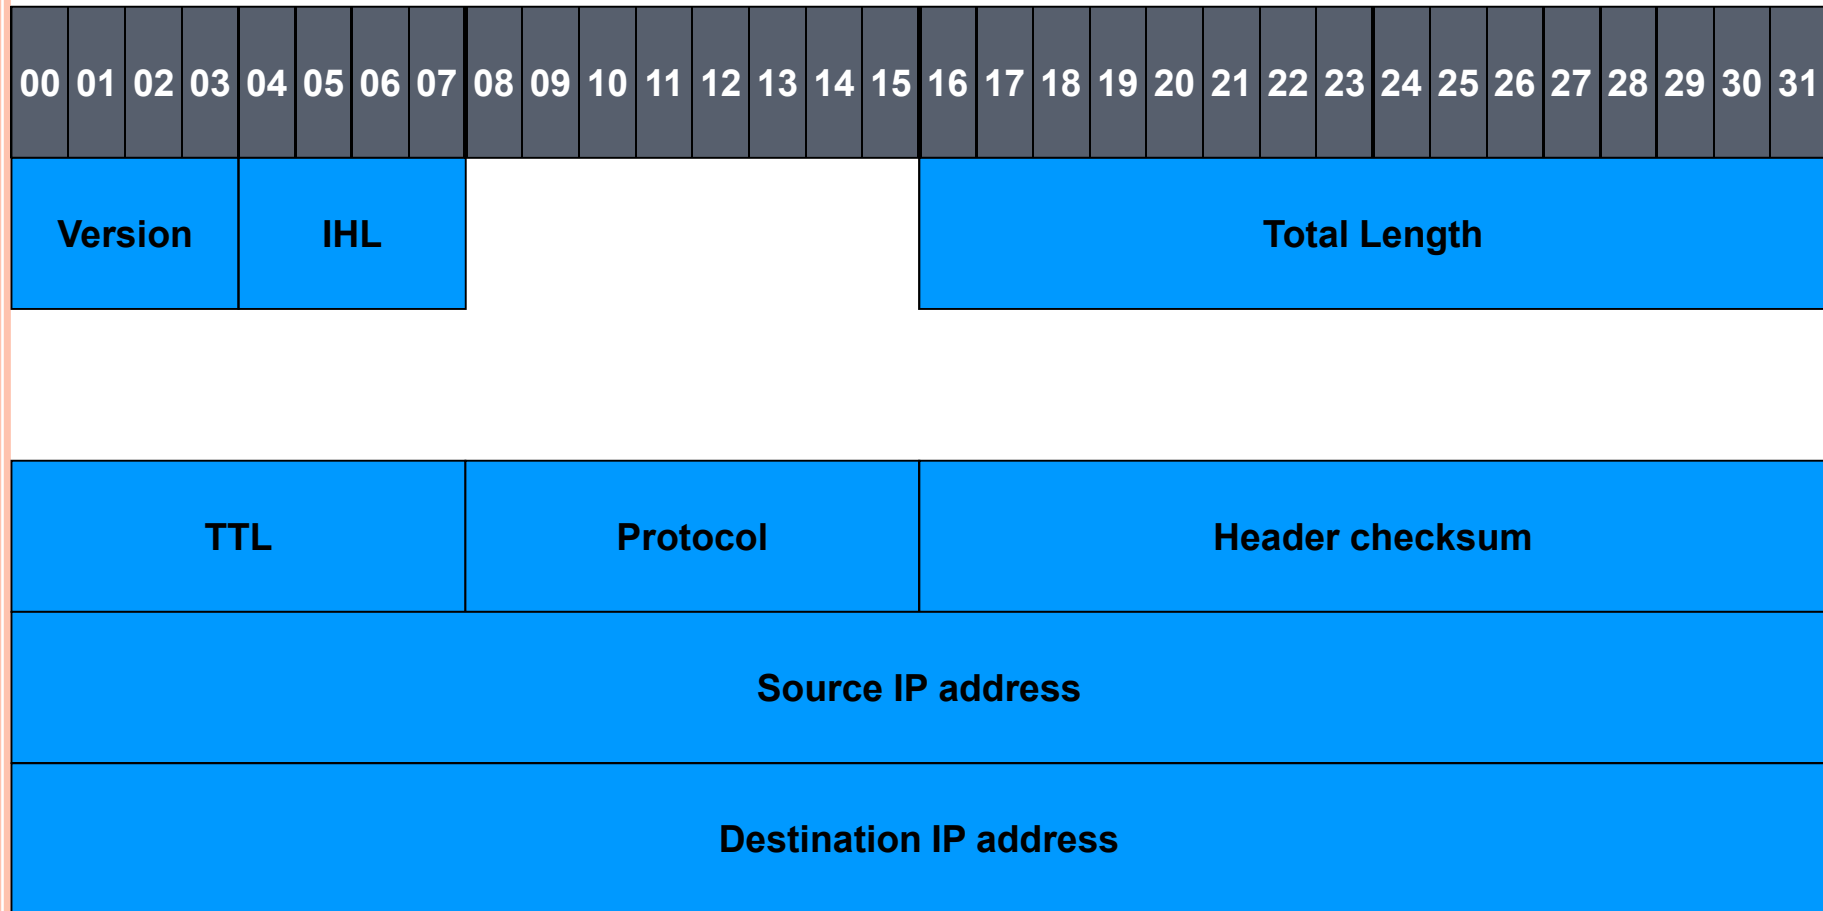 00 01 02 03 04 05 06 07 08 09 10 11 12 13 14 15 16 17 18 19 20 21 22 23 24 25 26 27 28 29 30 31
Version IHL Total Length
TTL Protocol Header checksum
Source IP address
Destination IP address